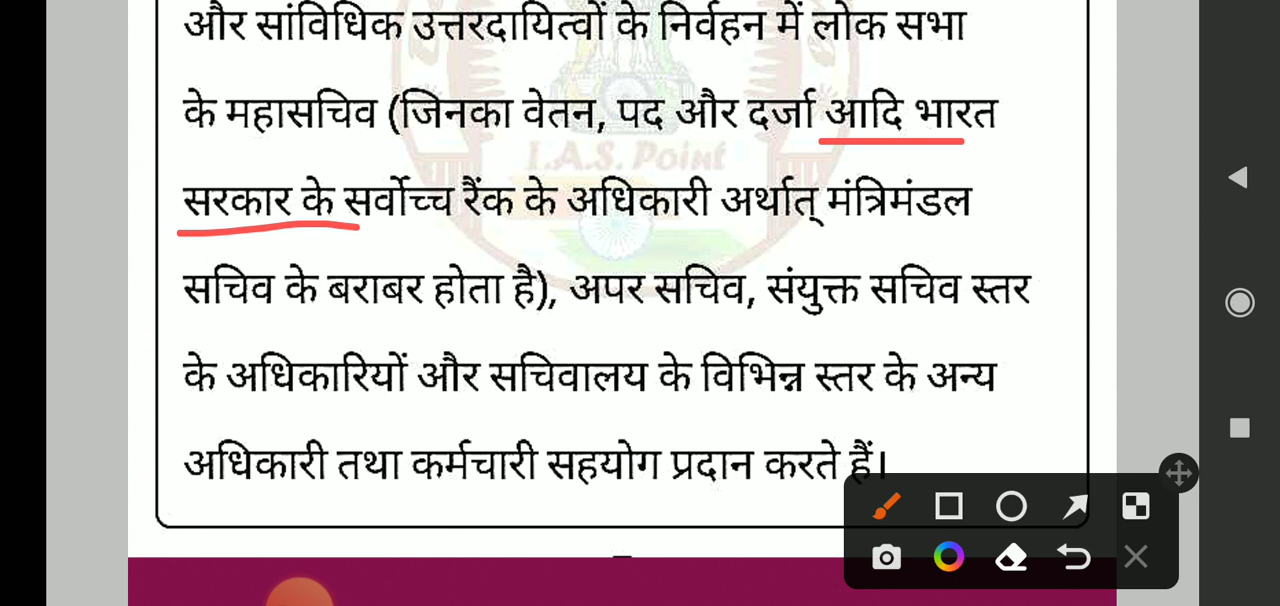 और सांविधिक उत्तरदायित्वों के निर्वहन में लोक सभा
के महासचिव (जिनका वेतन, पद और दर्जा आदि भारत
I.A.S. Point
सरकार के सर्वोच्च रैंक के अधिकारी अर्थात् मंत्रिमंडल
सचिव के बराबर होता है), अपर सचिव, संयुक्त सचिव स्तर
के अधिकारियों और सचिवालय के विभिन्न स्तर के अन्य
अधिकारी तथा कर्मचारी सहयोग प्रदान करते हैं।